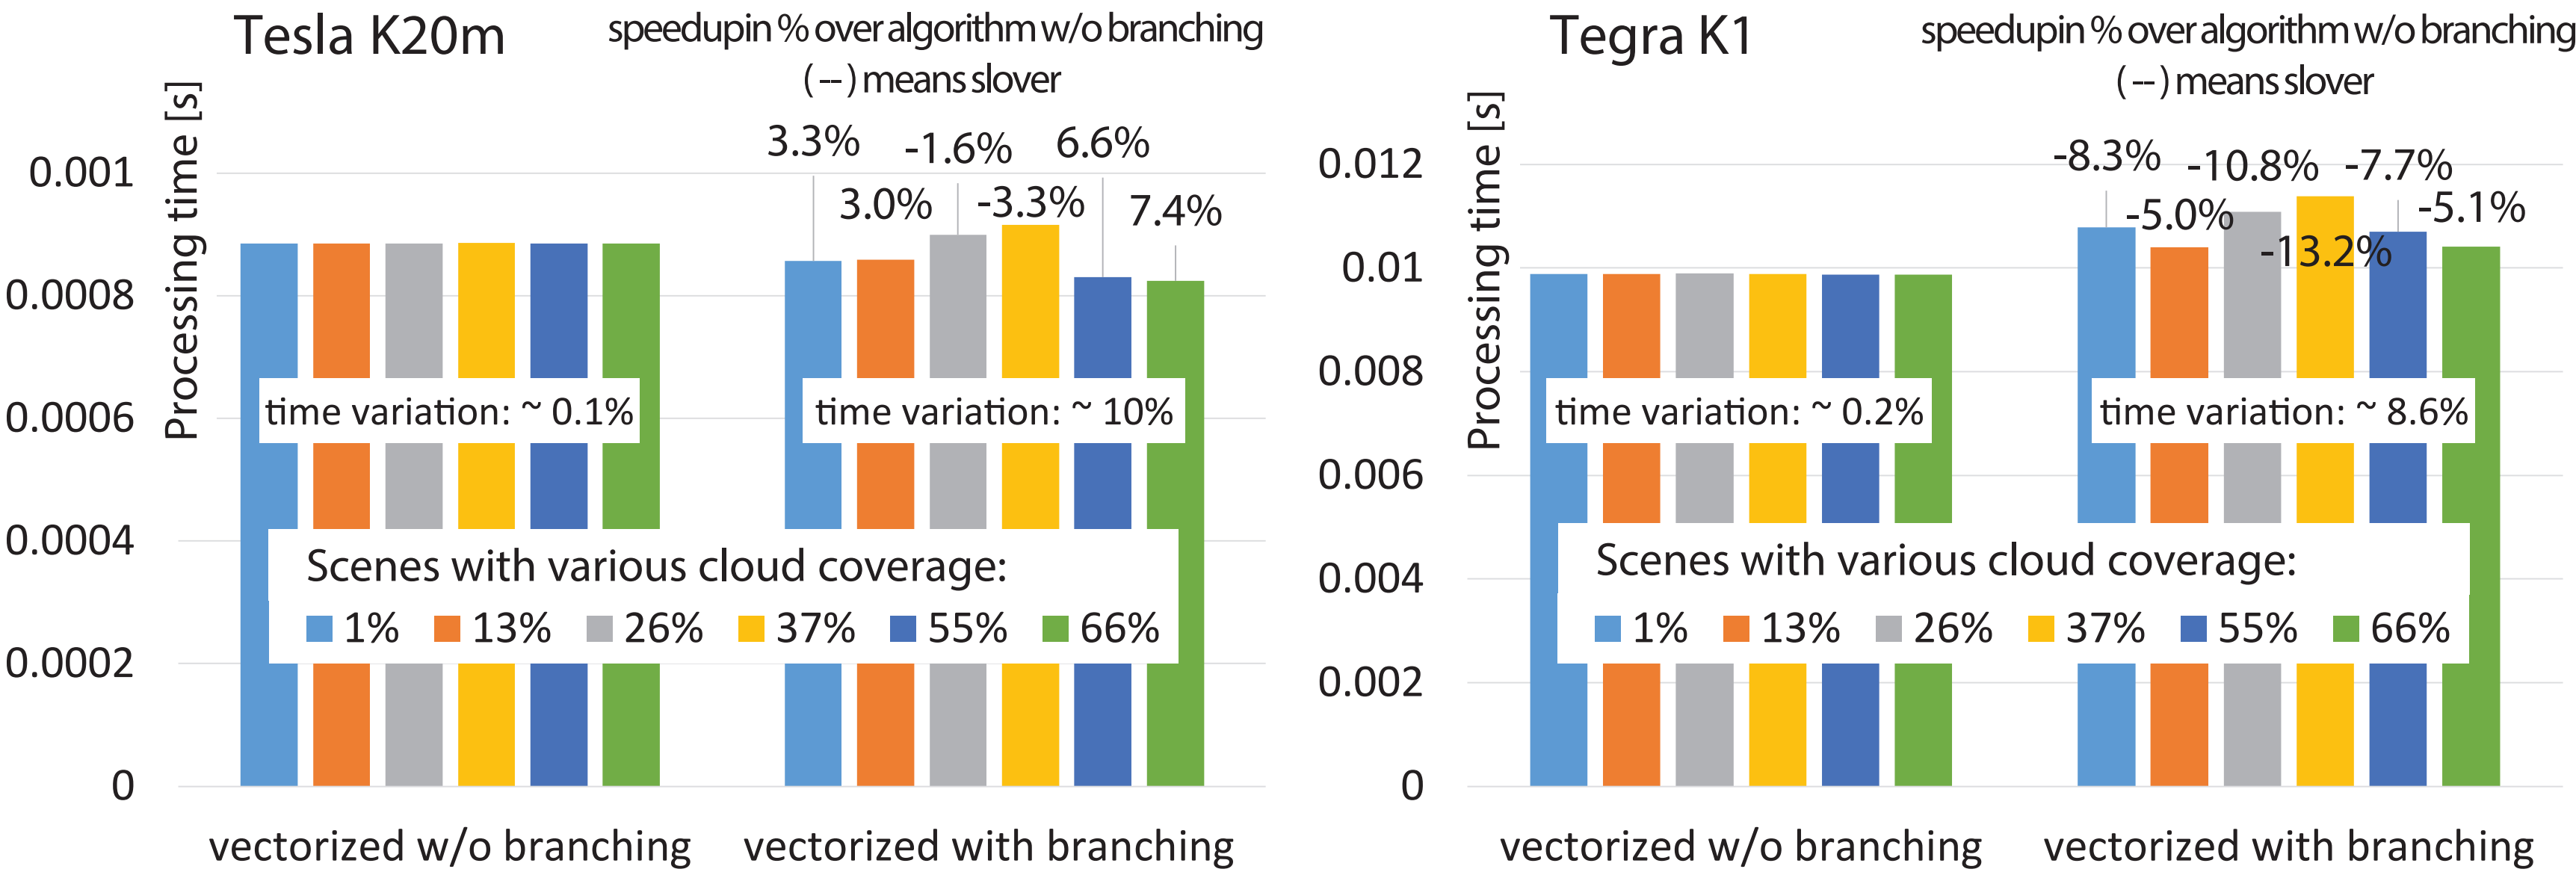 Tesla K20m
speedupin % over algorithm w/o branching
(--) means slover
Processing time [s]
0.001
0.0008
0.0006
0.0004
0.0002
0
3.3%
3.0%
-1.6%
-3.3%
6.6%
7.4%
time variation: ~ 0.1%
time variation: ~ 10%
Scenes with various cloud coverage:
1% 13% 26% 37% 55% 66%
vectorized w/o branching
vectorized with branching
Tegra K1
speedupin % over algorithm w/o branching
(--) means slover
Processing time [s]
0.012
0.01
0.008
0.006
0.004
0.002
0
-8.3%
-5.0%
-10.8%
-13.2%
-7.7%
-5.1%
time variation: ~ 0.2%
time variation: ~ 8.6%
Scenes with various cloud coverage:
1% 13% 26% 37% 55% 66%
vectorized w/o branching
vectorized with branching